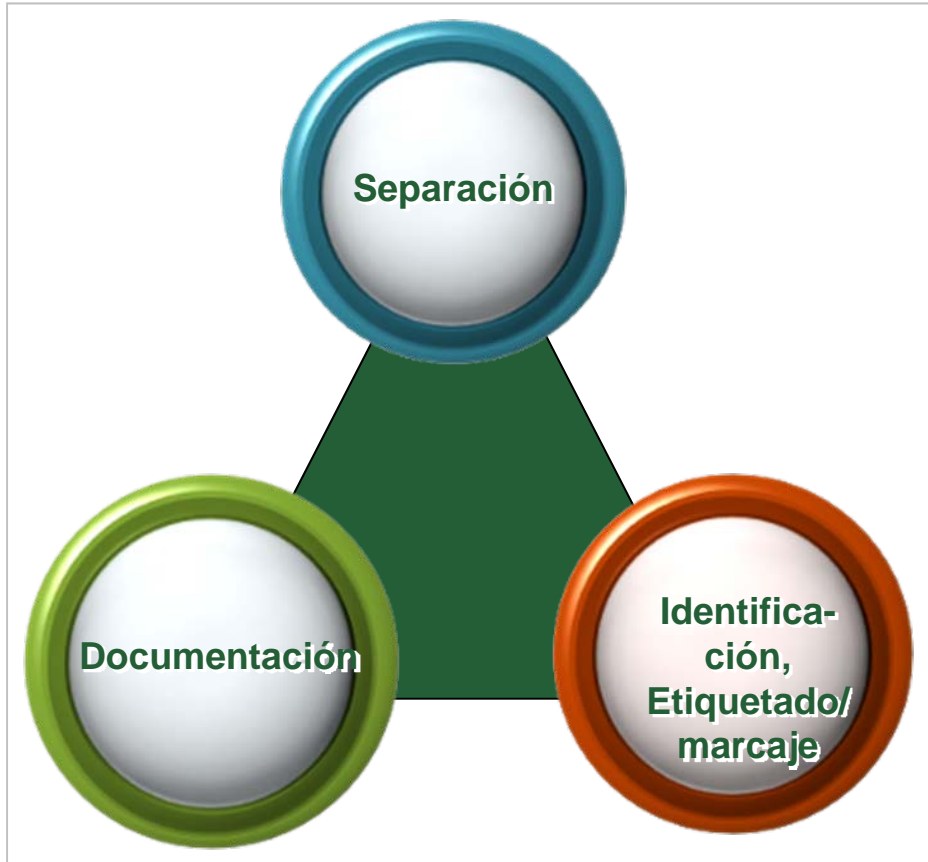 Separación
Documentación
Identifica-
ción,
Etiquetado/
marcaje